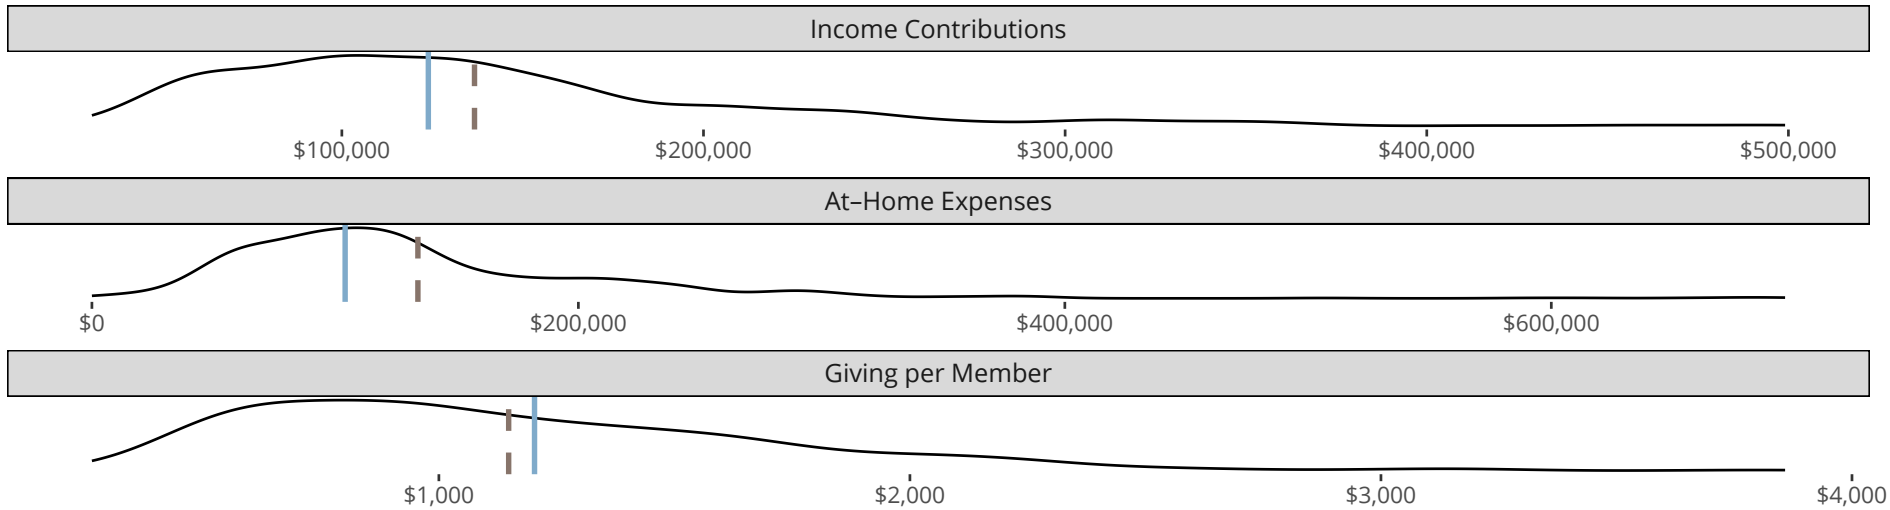 Income Contributions
$100,000 $200,000 $300,000 $400,000 $500,000
At–Home Expenses
$0 $200,000 $400,000 $600,000
Giving per Member
$1,000 $2,000 $3,000 $4,000